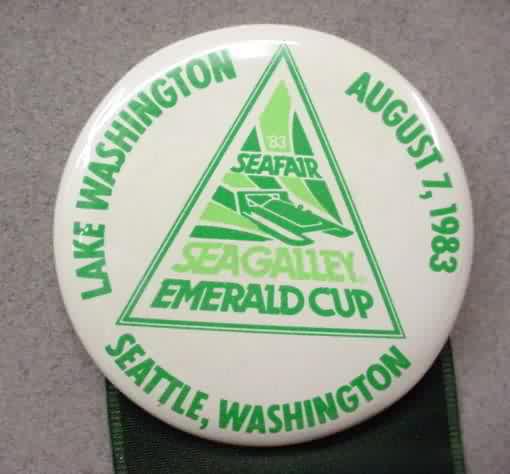 LAKE WASHINGTON
AUGUST 7, 1983
'83
SEAFAIR
SEAGALLEY
EMERALD CUP
SEATTLE, WASHINGTON